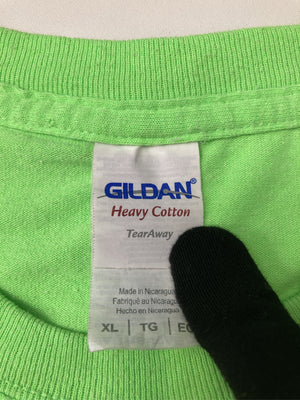 GILDAN®
Heavy Cotton
TearAway
Made in Nicaragua
Fabriqué au Nicaragua
Hecho en Nicaragua
XL | TG |